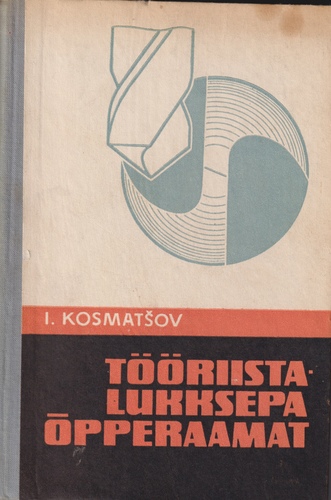 I. KOSMATŠOV
TÖÖRIISTA-
LUKKSEPA
ÕPPERAAMAT